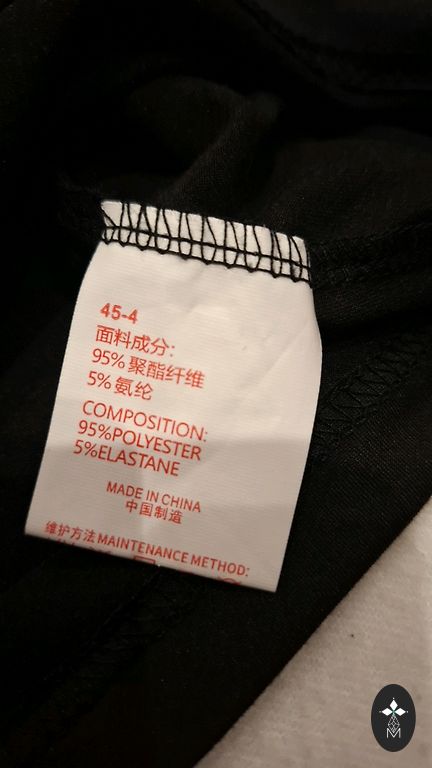 45-4
面料成分:
95% 聚酯纤维
5% 氨纶
COMPOSITION:
95%POLYESTER
5%ELASTANE
MADE IN CHINA
中国制造
维护方法 MAINTENANCE METHOD:
M